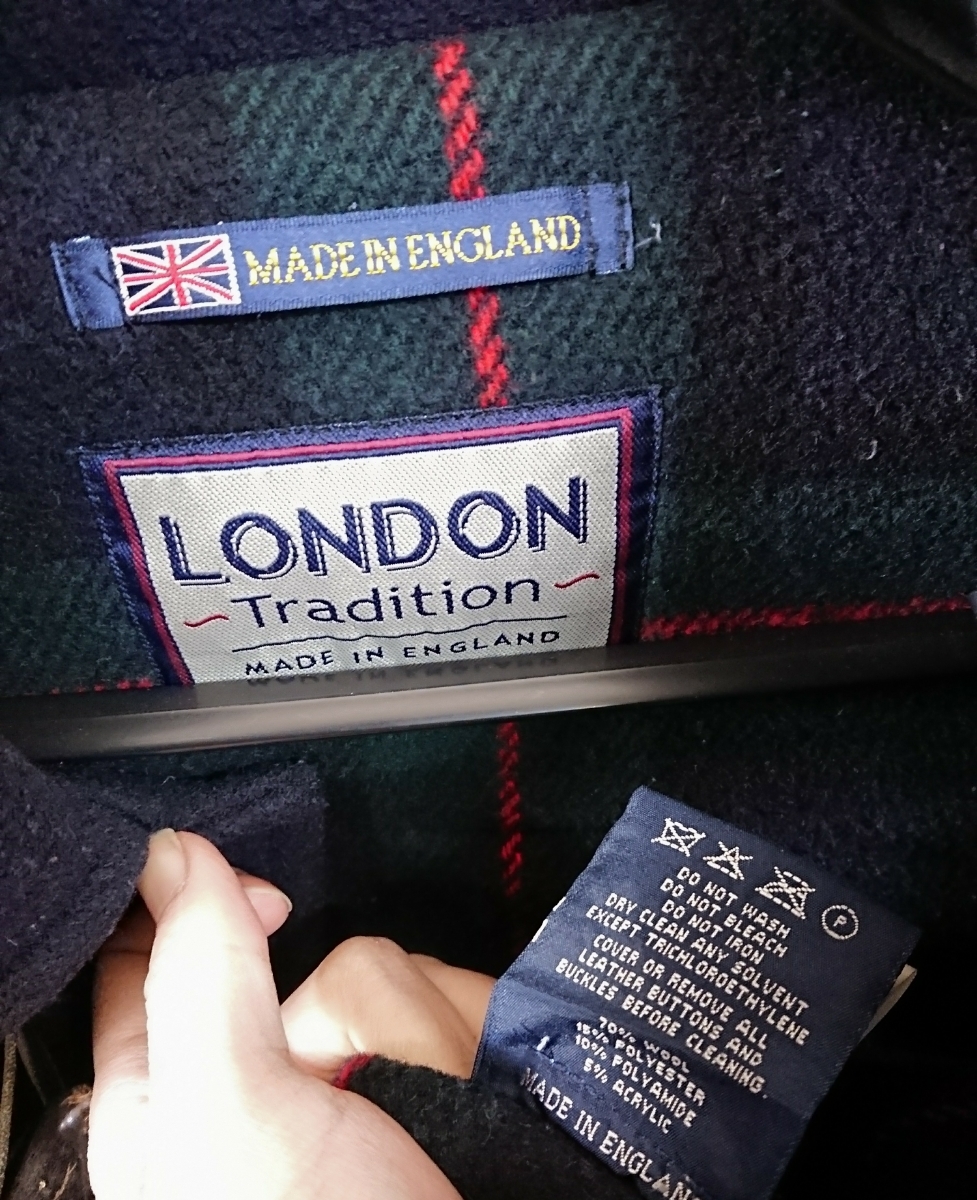 MADE IN ENGLAND
LONDON
Tradition
MADE IN ENGLAND
P
DO NOT WASH
DO NOT BLEACH
DO NOT IRON
DRY CLEAN ANY SOLVENT
EXCEPT TRICHLOROETHYLENE
COVER OR REMOVE ALL
LEATHER BUTTONS AND
BUCKLES BEFORE CLEANING.
70% WOOL
15% POLYESTER
10% POLYAMIDE
5% ACRYLIC
MADE IN ENGLAN